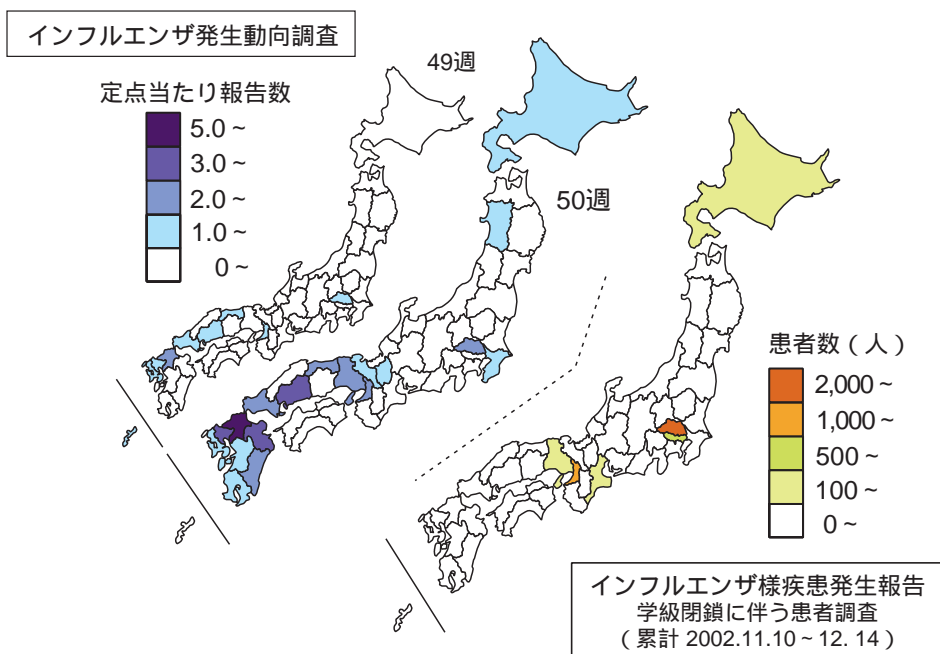 インフルエンザ発生動向調査
定点当たり報告数
5.0～
3.0～
2.0～
1.0～
0～
49週
50週
患者数（人）
2,000～
1,000～
500～
100～
0～
インフルエンザ様疾患発生報告
学級閉鎖に伴う患者調査
（累計 2002.11.10～12. 14）